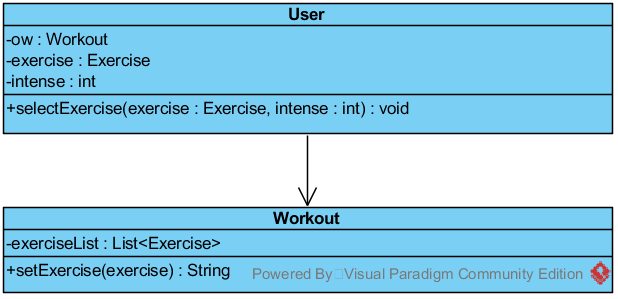 User
-ow : Workout
-exercise : Exercise
-intense : int
+selectExercise(exercise : Exercise, intense : int) : void
Workout
-exerciseList : List<Exercise>
+setExercise(exercise) : String
Powered By Visual Paradigm Community Edition